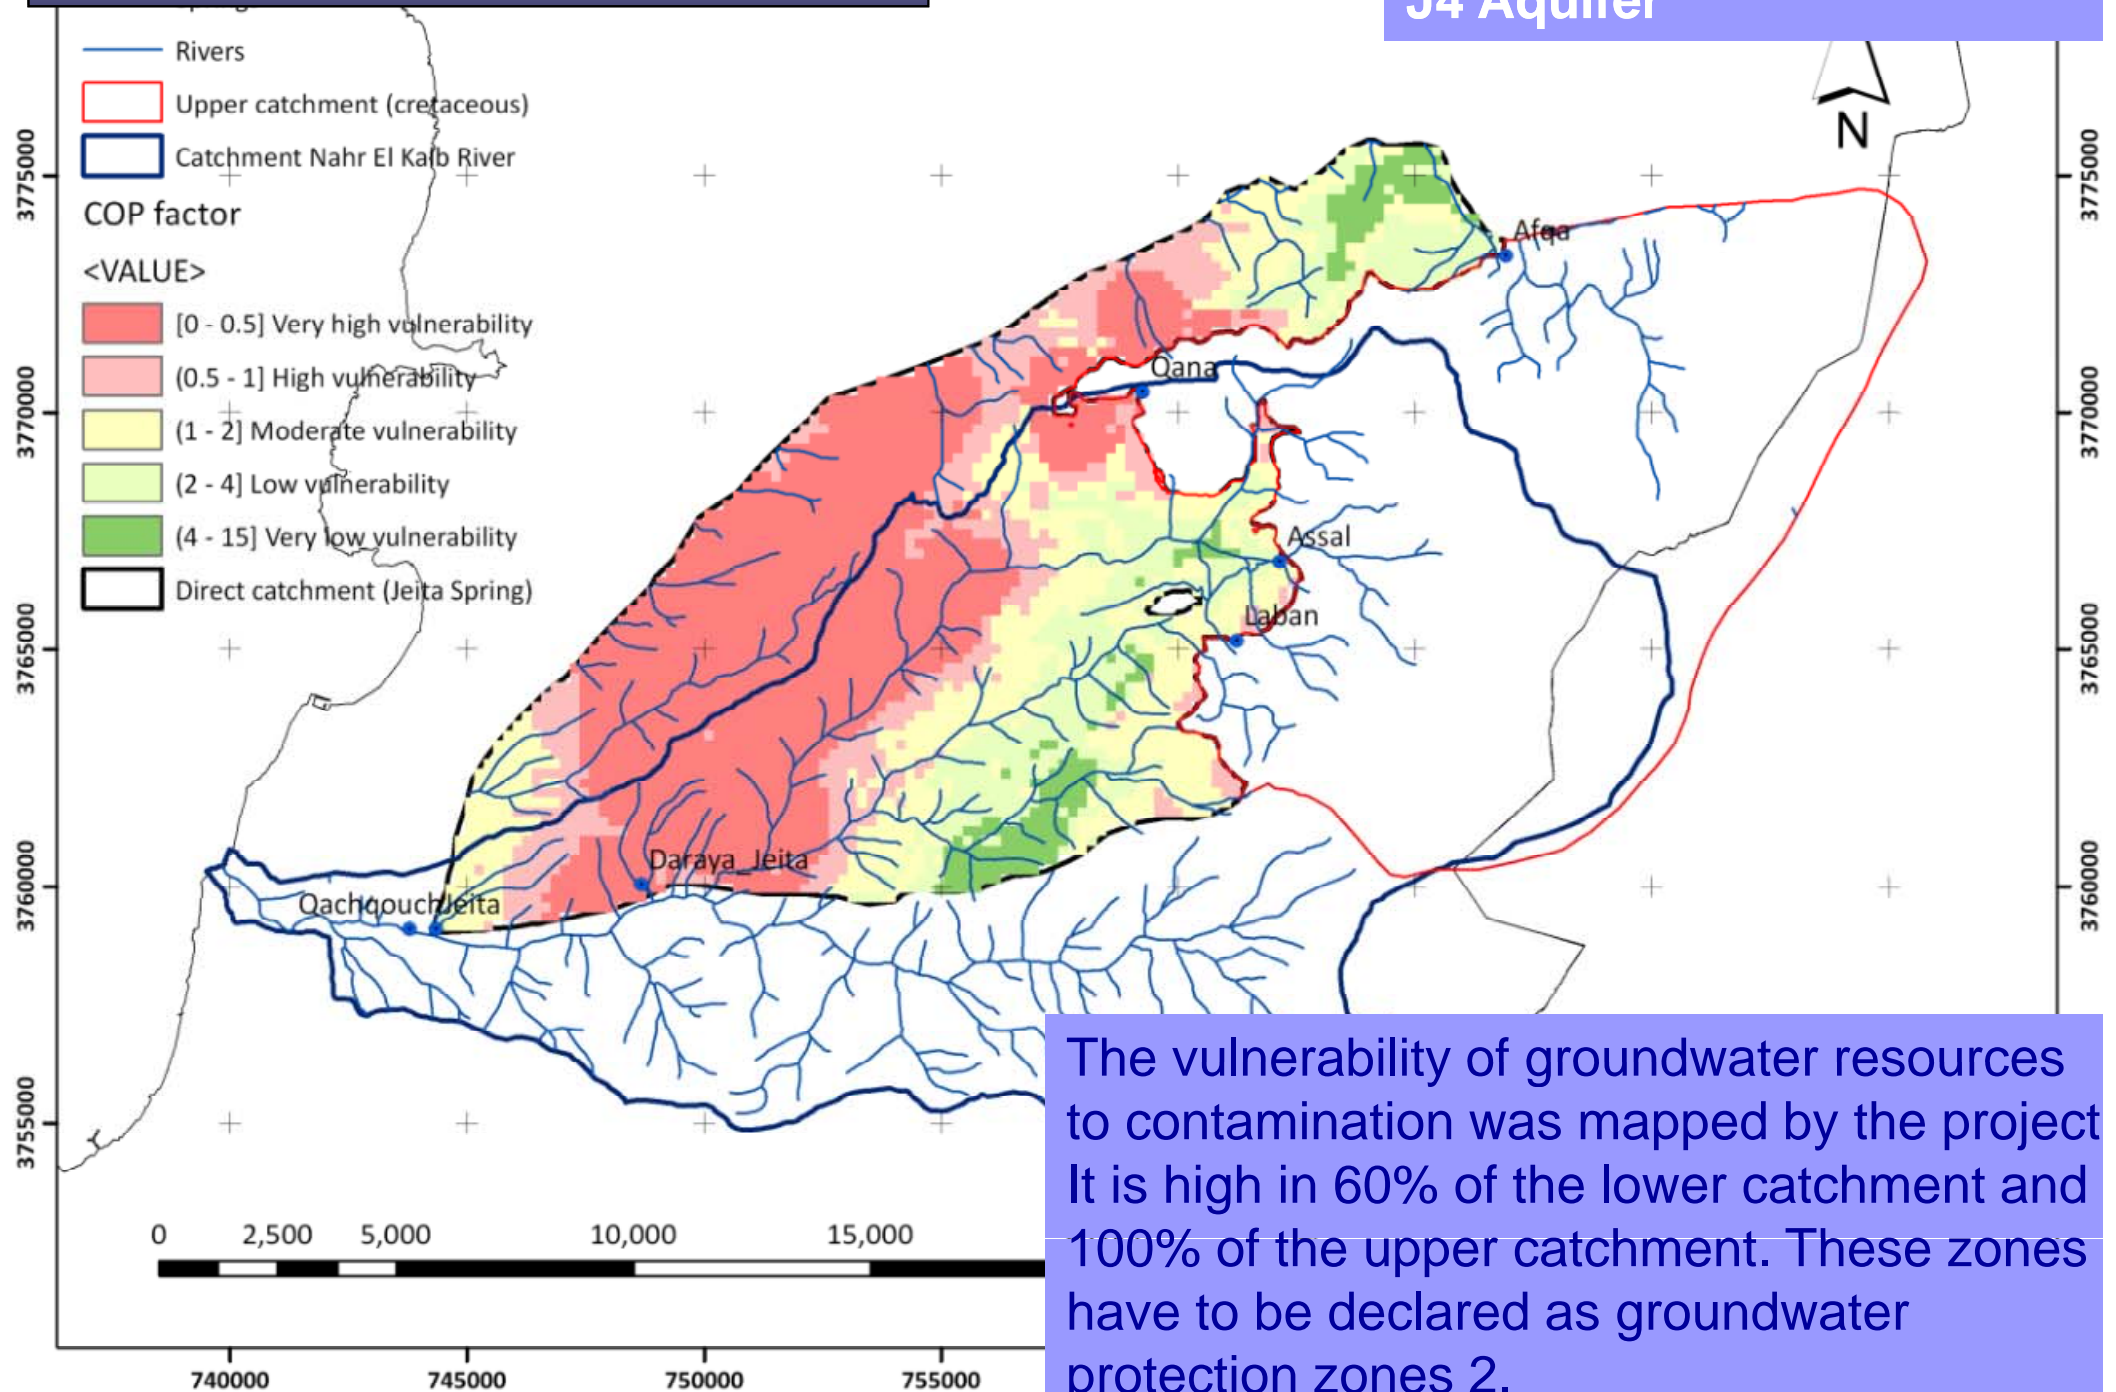 J4 Aquifer
Rivers
Upper catchment (cretaceous)
Catchment Nahr El Kalb River
COP factor
<VALUE>
[0 - 0.5] Very high vulnerability
(0.5 - 1] High vulnerability
(1 - 2] Moderate vulnerability
(2 - 4] Low vulnerability
(4 - 15] Very low vulnerability
Direct catchment (Jeita Spring)
N
Afqa
Qana
Assal
Laban
Daraya_Jeita
Qachqouch Jeita
3775000
3770000
3765000
3760000
3755000
3775000
3770000
3765000
3760000
0 2,500 5,000 10,000 15,000
740000 745000 750000 755000
The vulnerability of groundwater resources
to contamination was mapped by the project
It is high in 60% of the lower catchment and
100% of the upper catchment. These zones
have to be declared as groundwater
protection zones 2.